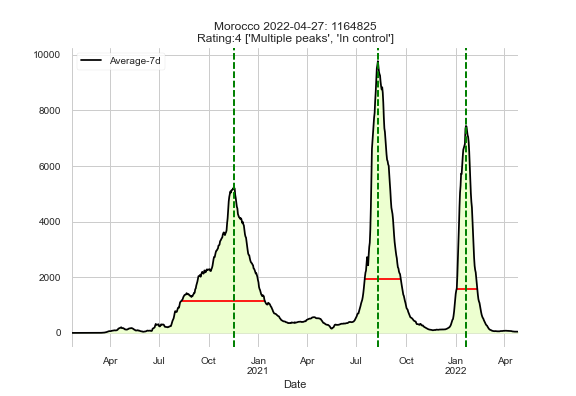 Morocco 2022-04-27: 1164825
Rating:4 ['Multiple peaks', 'In control']
Average-7d
10000
8000
6000
4000
2000
0
Apr Jul Oct Jan Apr Jul Oct Jan Apr
2021 2022
Date